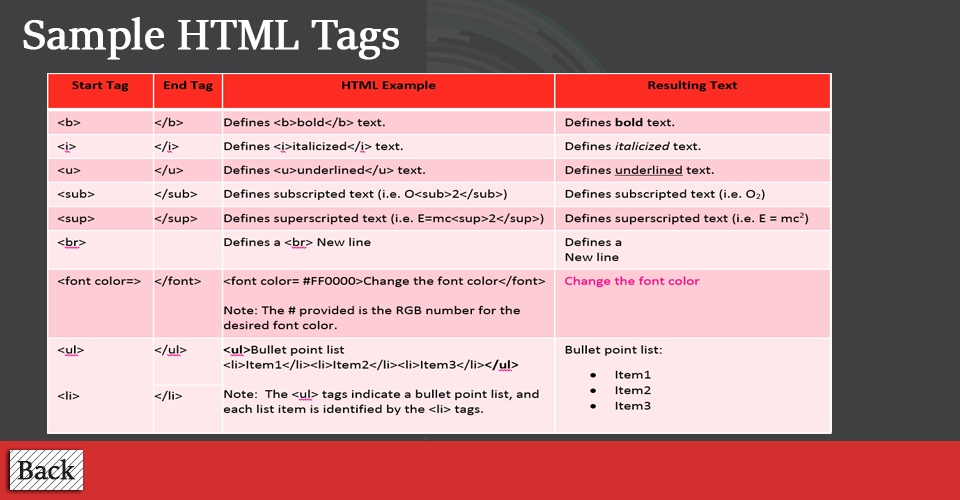 Sample HTML Tags
Start Tag End Tag HTML Example Resulting Text
<b> </b> Defines <b>bold</b> text. Defines bold text.
<i> </i> Defines <i>italicized</i> text. Defines italicized text.
<u> </u> Defines <u>underlined</u> text. Defines underlined text.
<sub> </sub> Defines subscripted text (i.e. O<sub>2</sub>) Defines subscripted text (i.e. O₂)
<sup> </sup> Defines superscripted text (i.e. E=mc<sup>2</sup>) Defines superscripted text (i.e. E = mc²)
<br> Defines a <br> New line Defines a
New line
<font color=> </font> <font color= #FF0000>Change the font color</font> Change the font color
Note: The # provided is the RGB number for the
desired font color.
<ul> </ul> <ul>Bullet point list Bullet point list:
<li>Item1</li><li>Item2</li><li>Item3</li></ul>
• Item1
• Item2
• Item3
<li> </li> Note: The <ul> tags indicate a bullet point list, and
each list item is identified by the <li> tags.
Back